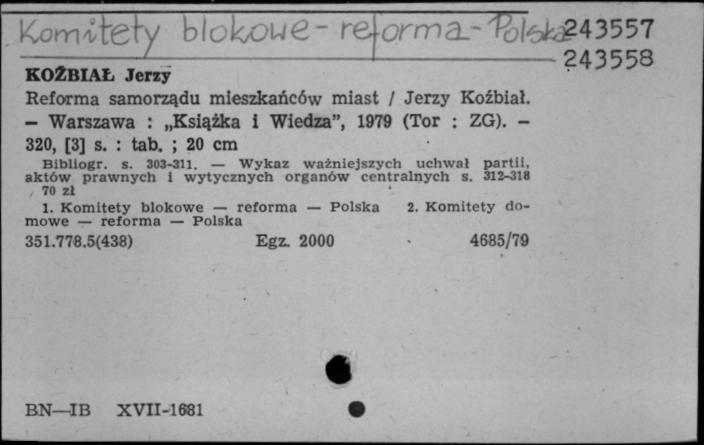 Komitety blokowe - reforma - Polska 243557
243558
KOŹBIAŁ Jerzy
Reforma samorządu mieszkańców miast / Jerzy Koźbiał.
— Warszawa : „Książka i Wiedza”, 1979 (Tor : ZG). —
320, [3] s. : tab. ; 20 cm
Bibliogr. s. 303-311. — Wykaz ważniejszych uchwał partii,
aktów prawnych i wytycznych organów centralnych s. 312-318
70 zł
1. Komitety blokowe — reforma — Polska 2. Komitety do-
mowe — reforma — Polska
351.778.5(438) Egz. 2000 4685/79
BN—IB XVII-1681